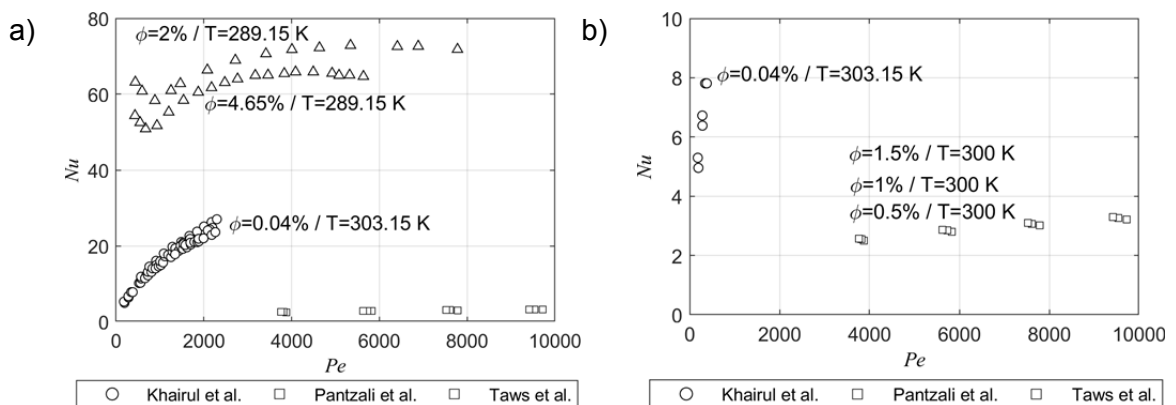 a)
80
60
40
20
0
Nu
ϕ=2% / T=289.15 K
ϕ=4.65% / T=289.15 K
ϕ=0.04% / T=303.15 K
0 2000 4000 6000 8000 10000
Pe
Khairul et al. Pantzali et al. Taws et al.
b)
10
8
6
4
2
0
Nu
ϕ=0.04% / T=303.15 K
ϕ=1.5% / T=300 K
ϕ=1% / T=300 K
ϕ=0.5% / T=300 K
0 2000 4000 6000 8000 10000
Pe
Khairul et al. Pantzali et al. Taws et al.